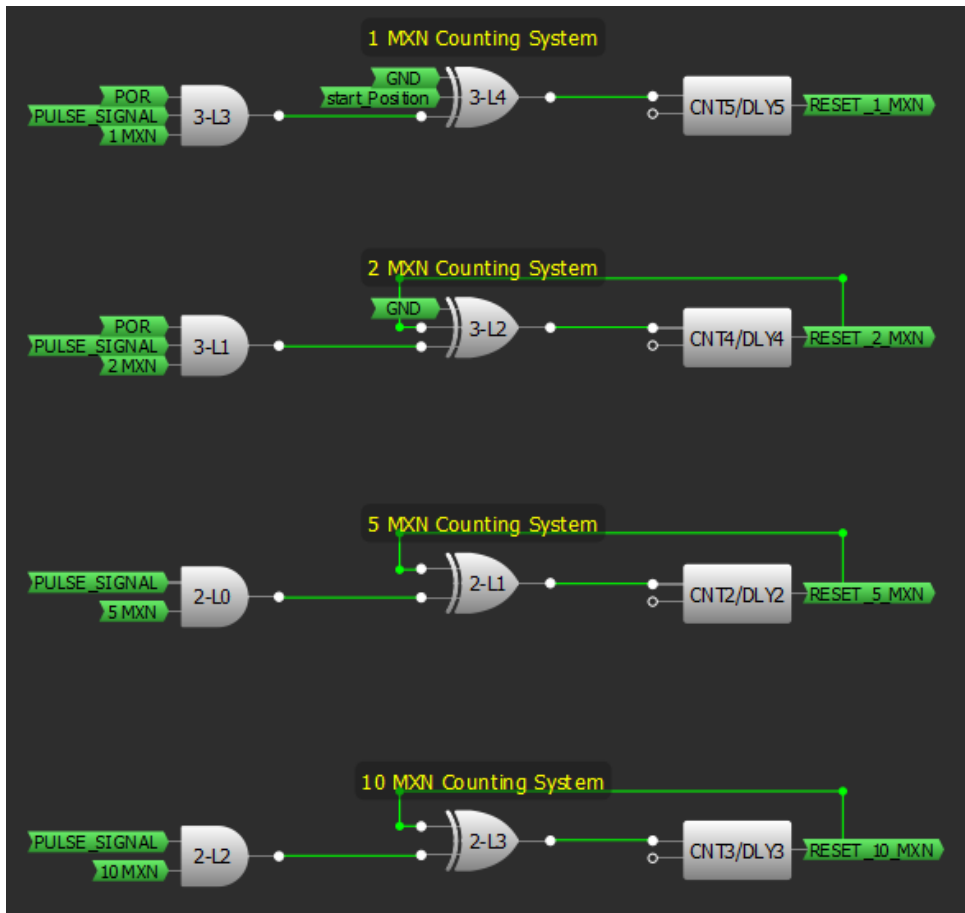 1 MXN Counting System
POR
PULSE_SIGNAL
1 MXN
3-L3
GND
start_Position
3-L4
CNT5/DLY5
RESET_1_MXN
2 MXN Counting System
POR
PULSE_SIGNAL
2 MXN
3-L1
GND
3-L2
CNT4/DLY4
RESET_2_MXN
5 MXN Counting System
PULSE_SIGNAL
5 MXN
2-L0
2-L1
CNT2/DLY2
RESET_5_MXN
10 MXN Counting System
PULSE_SIGNAL
10 MXN
2-L2
2-L3
CNT3/DLY3
RESET_10_MXN